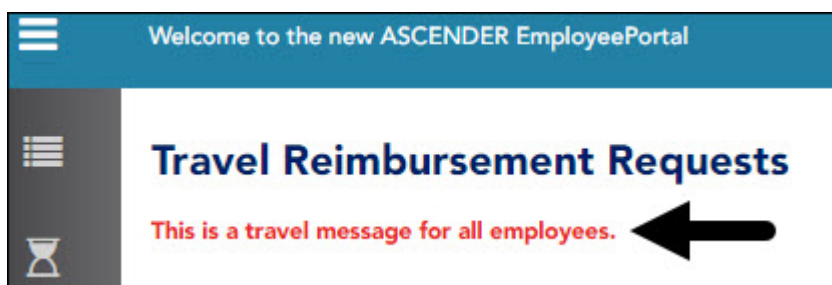 Welcome to the new ASCENDER EmployeePortal
Travel Reimbursement Requests
This is a travel message for all employees.